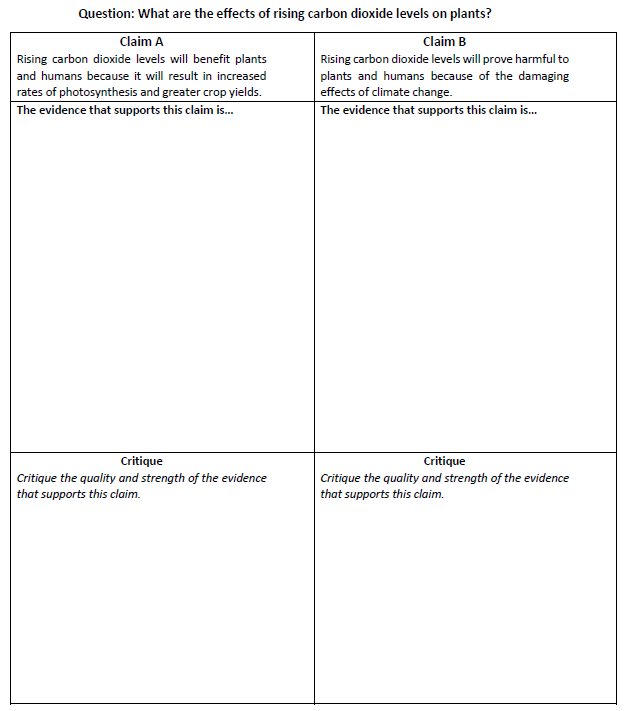 Question: What are the effects of rising carbon dioxide levels on plants?
Claim A
Rising carbon dioxide levels will benefit plants
and humans because it will result in increased
rates of photosynthesis and greater crop yields.
Claim B
Rising carbon dioxide levels will prove harmful to
plants and humans because of the damaging
effects of climate change.
The evidence that supports this claim is...
The evidence that supports this claim is...
Critique
Critique the quality and strength of the evidence
that supports this claim.
Critique
Critique the quality and strength of the evidence
that supports this claim.